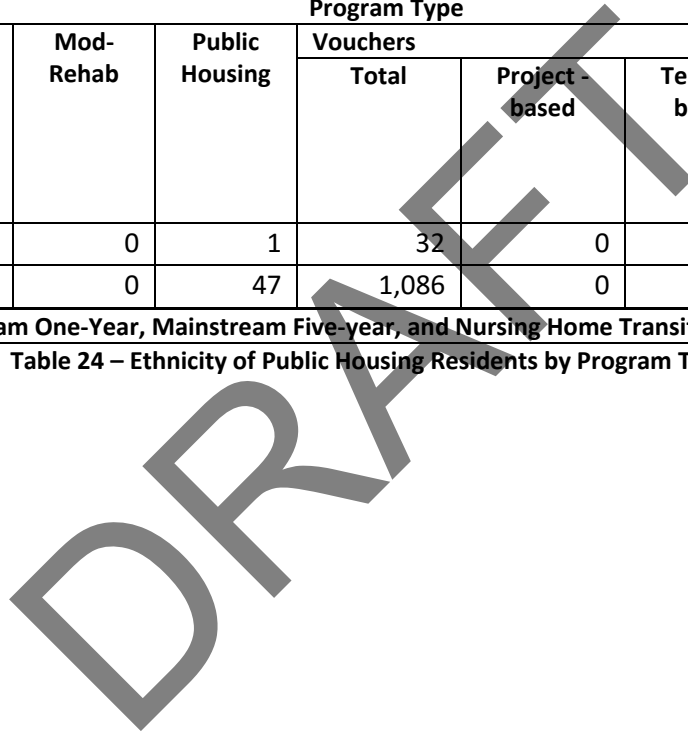 Program Type
Mod- Public Vouchers
Rehab Housing Total Project - Te
based b
0 1 32 0
0 47 1,086 0
am One-Year, Mainstream Five-year, and Nursing Home Transi
Table 24 – Ethnicity of Public Housing Residents by Program T
DRAFT